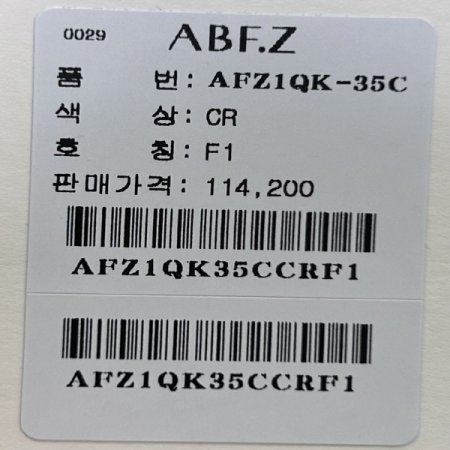 0029 ABF.Z
품 번: AFZ1QK-35C
색 상: CR
호 칭: F1
판매가격: 114,200
AFZ1QK35CCRF1
AFZ1QK35CCRF1